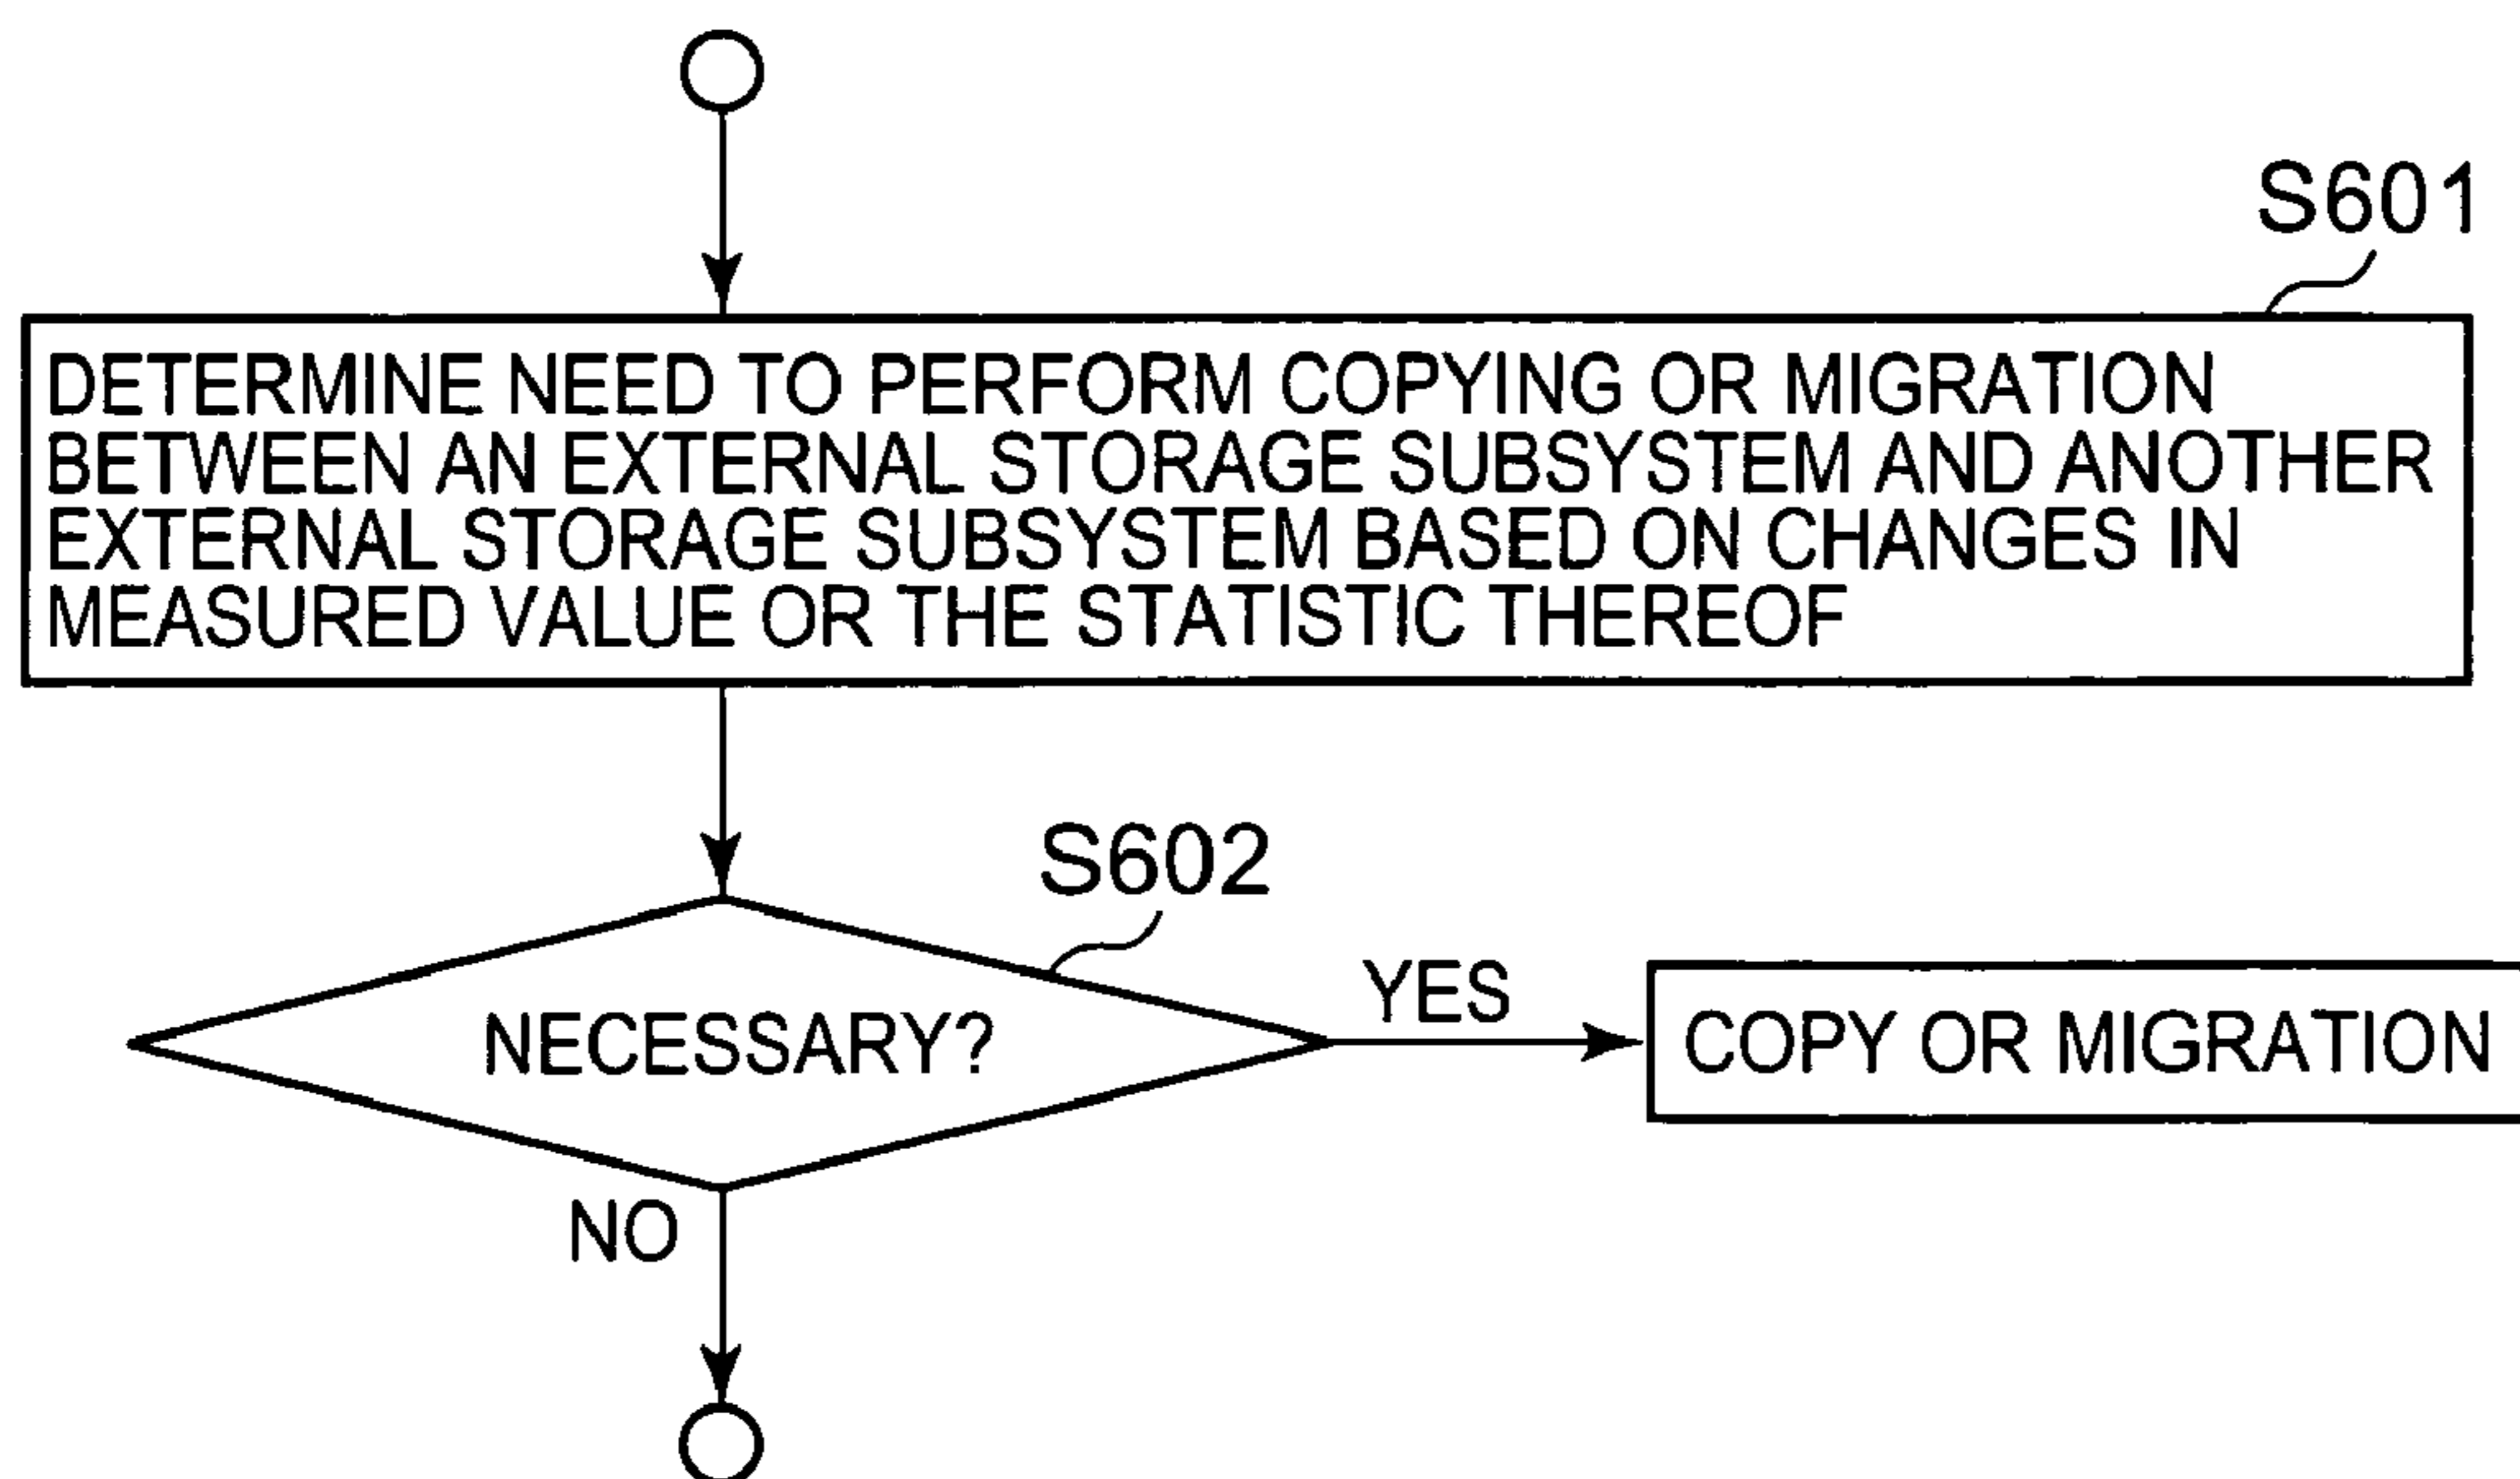 S601
DETERMINE NEED TO PERFORM COPYING OR MIGRATION
BETWEEN AN EXTERNAL STORAGE SUBSYSTEM AND ANOTHER
EXTERNAL STORAGE SUBSYSTEM BASED ON CHANGES IN
MEASURED VALUE OR THE STATISTIC THEREOF
S602
NECESSARY?
YES
COPY OR MIGRATION
NO